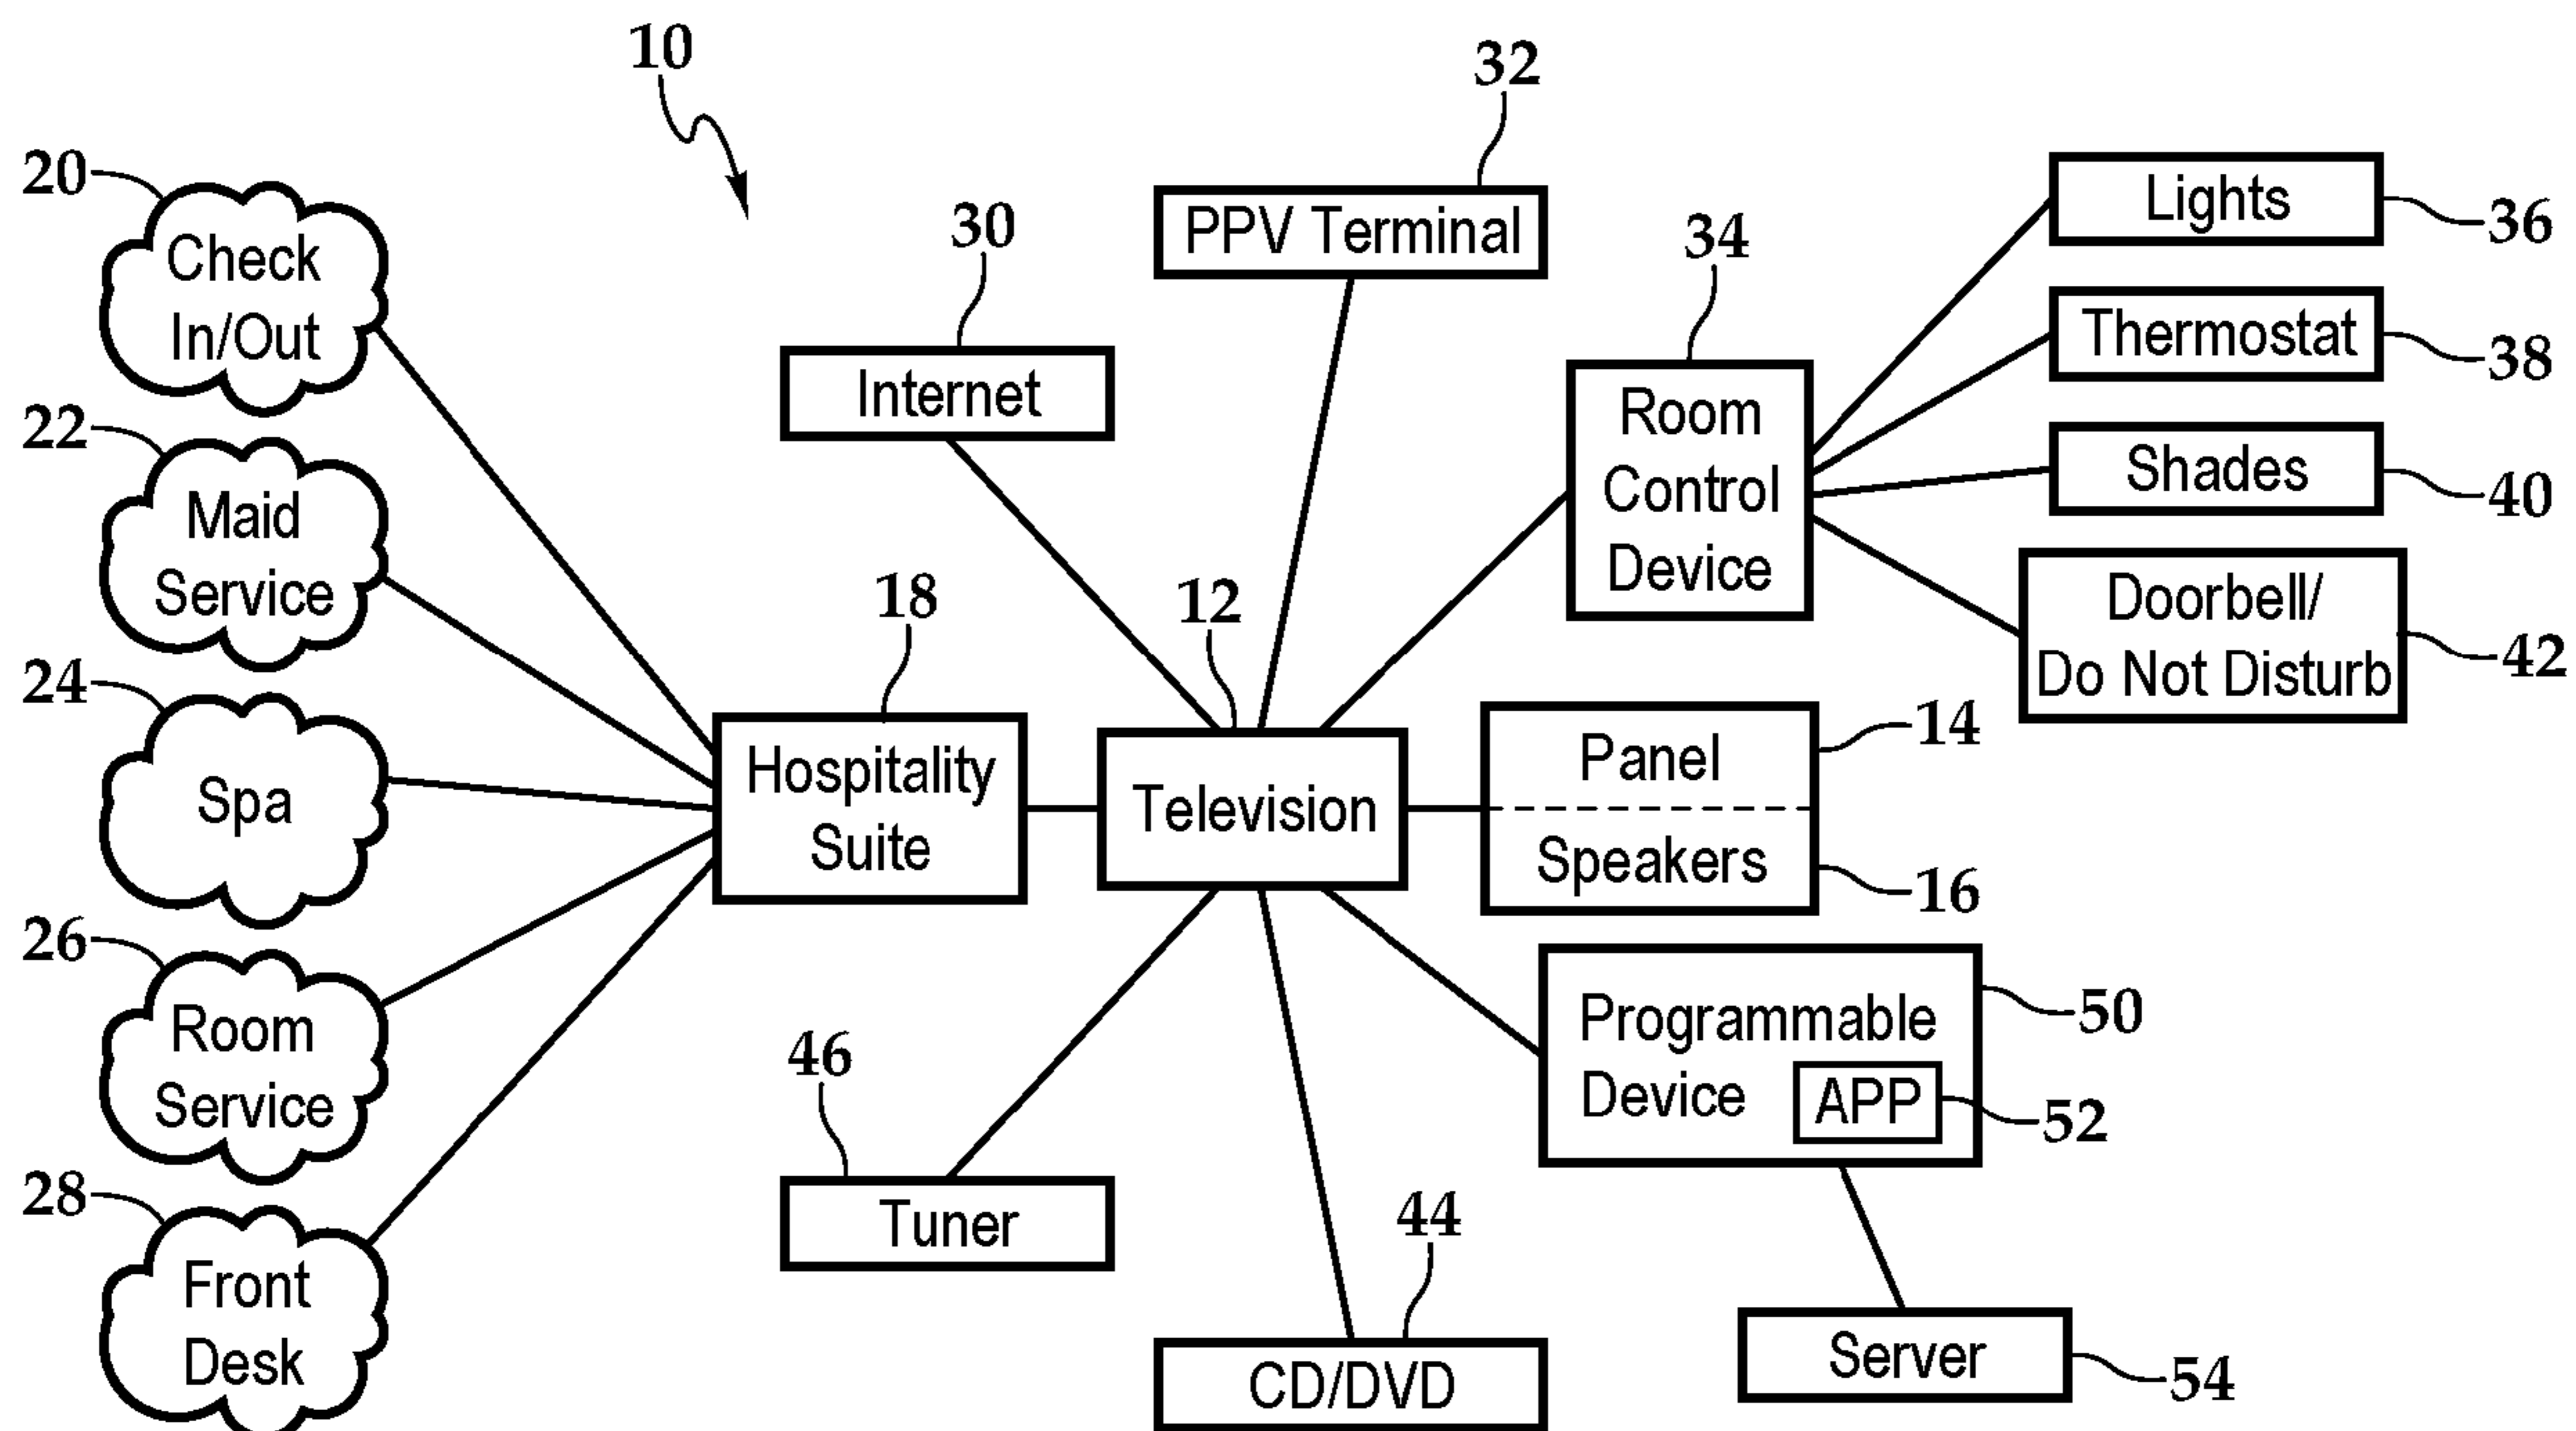 10
32
20
Check
In/Out
30
PPV Terminal
34
Lights
36
Internet
Thermostat
38
22
Maid
Service
Room
Control
Device
Shades
40
18
12
Doorbell/
Do Not Disturb
42
24
Spa
Hospitality
Suite
Television
Panel
14
Speakers
16
26
Room
Service
46
Programmable
Device
50
APP
52
28
Front
Desk
Tuner
44
CD/DVD
Server
54